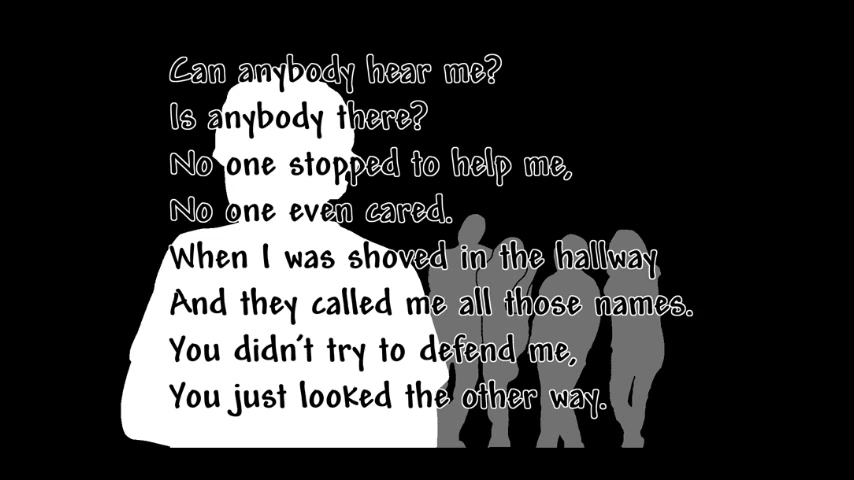 Can anybody hear me?
Is anybody there?
No one stopped to help me,
No one even cared.
When I was shoved in the hallway
And they called me all those names.
You didn't try to defend me,
You just looked the other way.